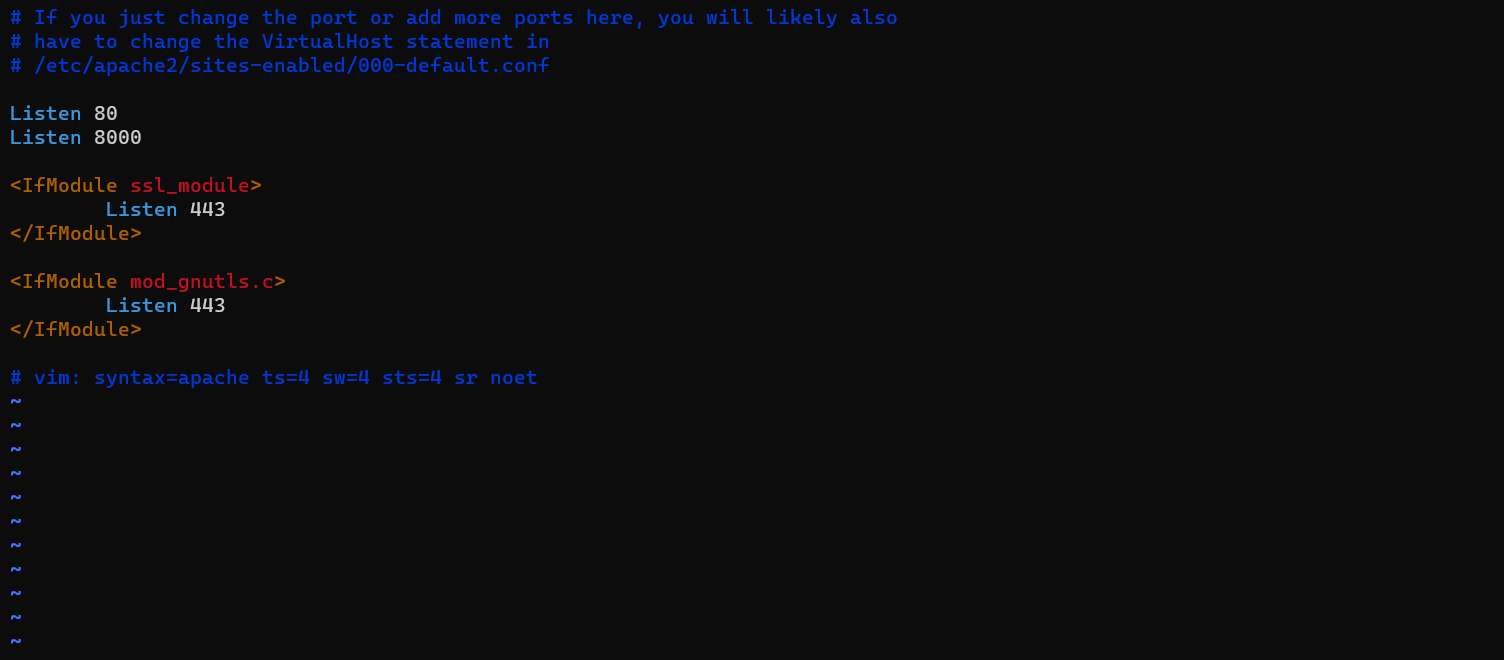 # If you just change the port or add more ports here, you will likely also
# have to change the VirtualHost statement in
# /etc/apache2/sites-enabled/000-default.conf

Listen 80
Listen 8000

<IfModule ssl_module>
        Listen 443
</IfModule>

<IfModule mod_gnutls.c>
        Listen 443
</IfModule>

# vim: syntax=apache ts=4 sw=4 sts=4 sr noet
~
~
~
~
~
~
~
~
~
~
~